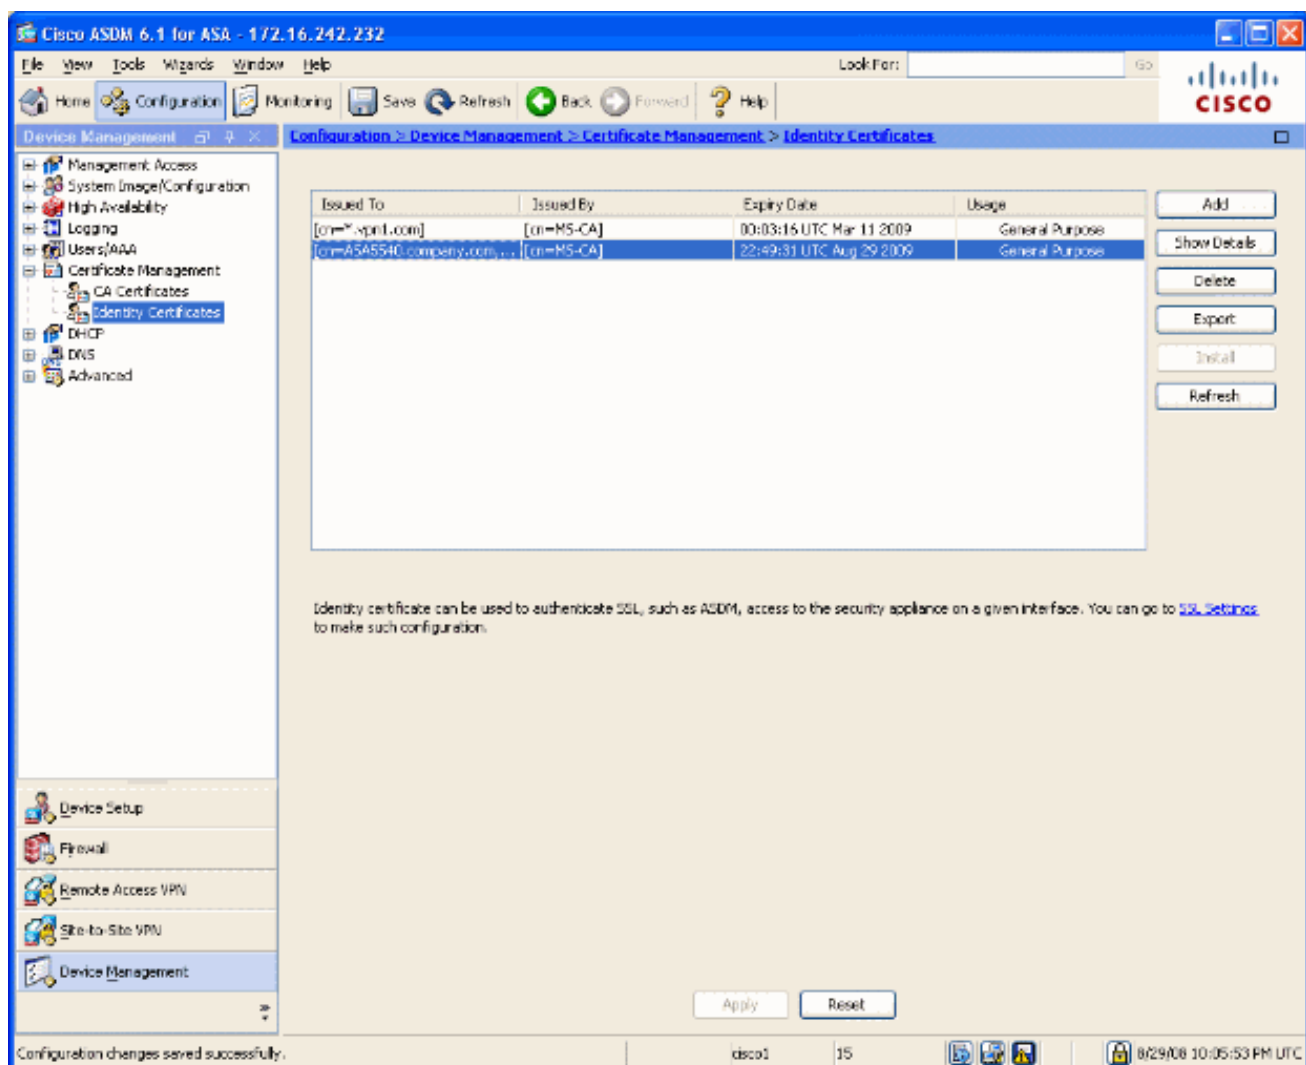 Cisco ASDM 6.1 for ASA - 172.16.242.232
File View Tools Wizards Window Help Look For: Go
Home Configuration Monitoring Save Refresh Back Forward Help
CISCO
Device Management
Configuration > Device Management > Certificate Management > Identity Certificates
Management Access
System Image/Configuration
High Availability
Logging
Users/AAA
Certificate Management
CA Certificates
Identity Certificates
DHCP
DNS
Advanced
Issued To Issued By Expiry Date Usage
[cn=*.vpn1.com] [cn=MS-CA] 00:03:16 UTC Mar 11 2009 General Purpose
[cn=ASA5540.company.com,... [cn=MS-CA] 22:49:31 UTC Aug 29 2009 General Purpose
Add
Show Details
Delete
Export
Install
Refresh
Identity certificate can be used to authenticate SSL, such as ASDM, access to the security appliance on a given interface. You can go to SSL Settings
to make such configuration.
Device Setup
Firewall
Remote Access VPN
Site-to-Site VPN
Device Management
Apply Reset
Configuration changes saved successfully. cisco1 15 8/29/08 10:05:53 PM UTC